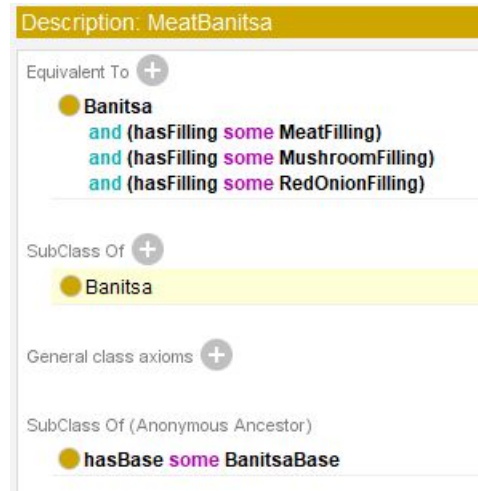 Description: MeatBanitsa
Equivalent To
Banitsa
and (hasFilling some MeatFilling)
and (hasFilling some MushroomFilling)
and (hasFilling some RedOnionFilling)
SubClass Of
Banitsa
General class axioms
SubClass Of (Anonymous Ancestor)
hasBase some BanitsaBase